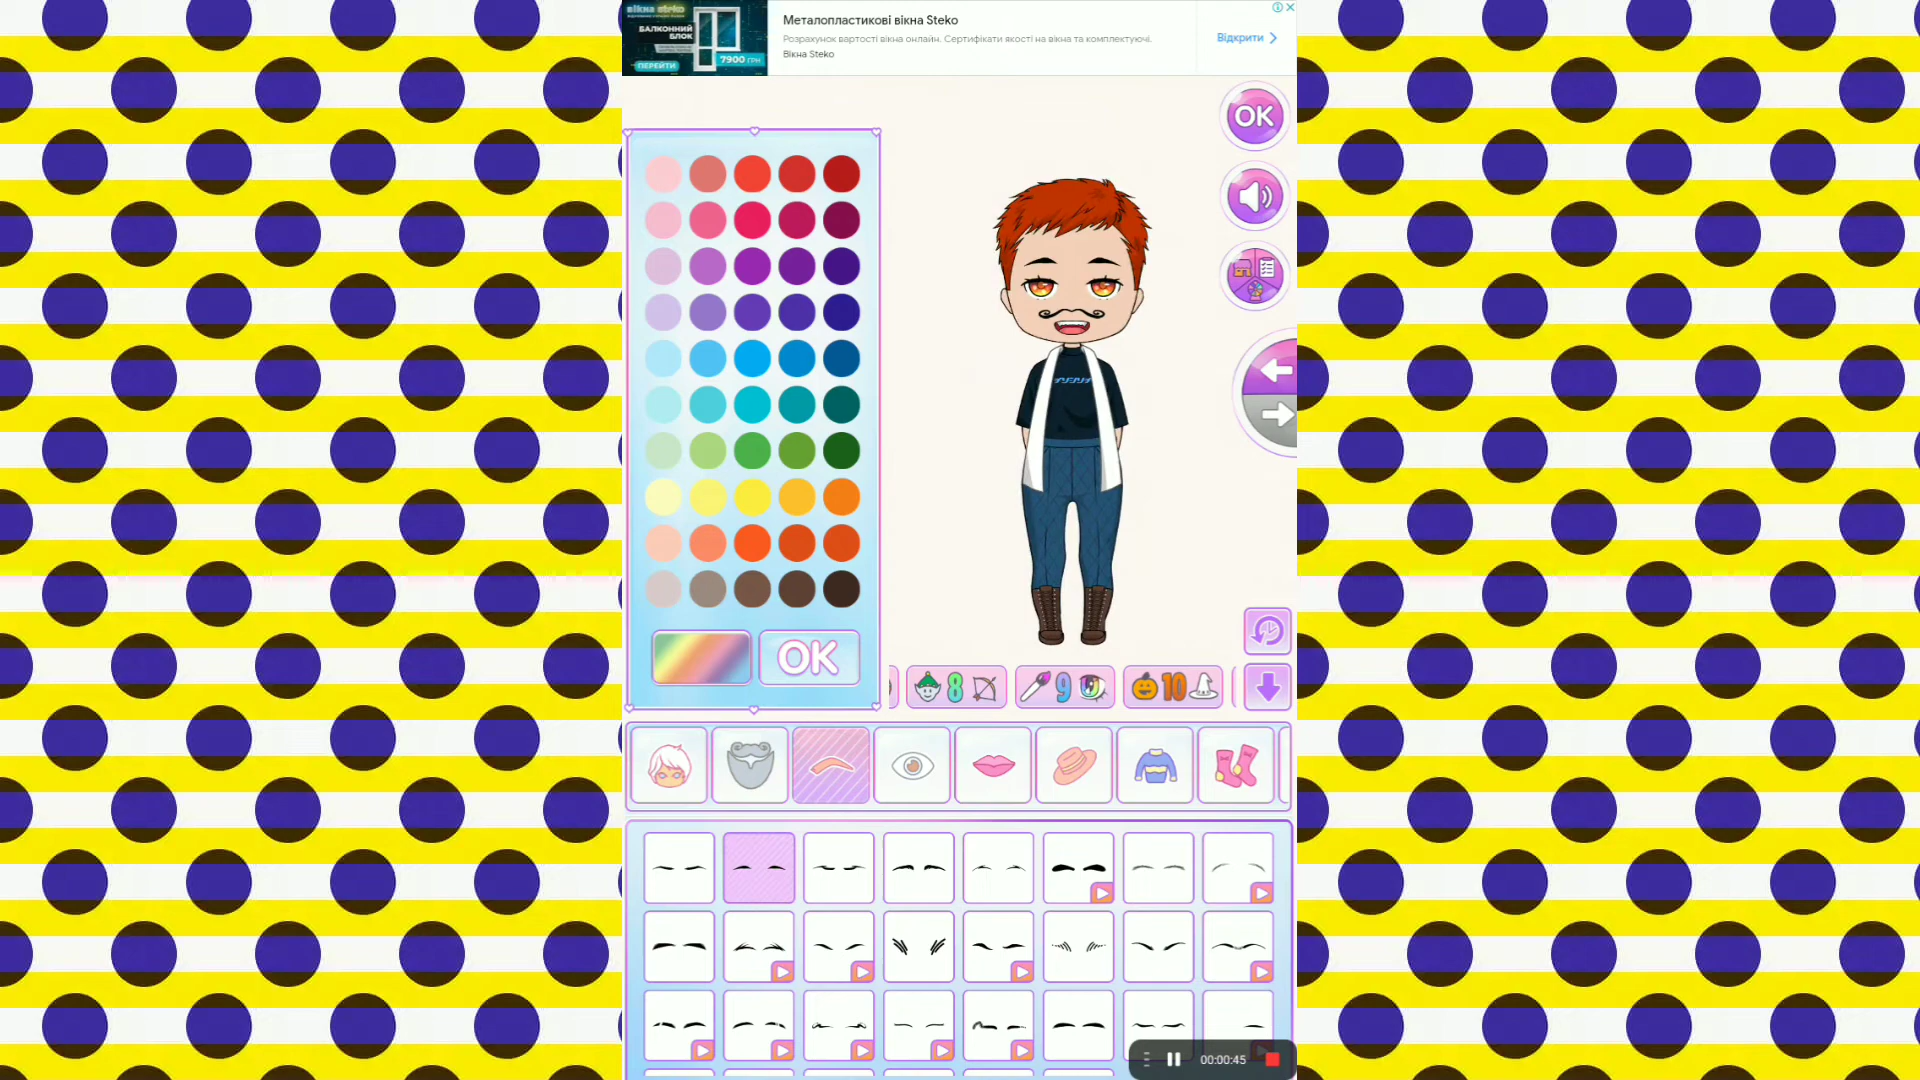 вікна steko
БАЛКОННИЙ
БЛОК
7900 ГРН
ПЕРЕЙТИ
Металопластикові вікна Steko
Розрахунок вартості вікна онлайн. Сертифікати якості на вікна та комплектуючі.
Вікна Steko
Відкрити
OK
OK
8
9
10
00:00:45